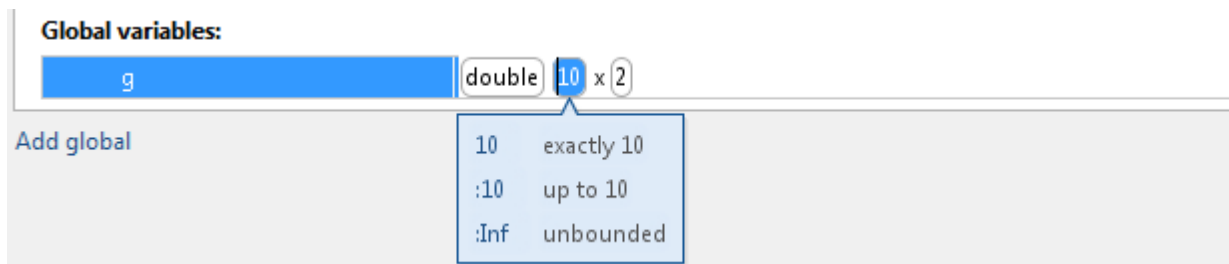 Global variables:
g double 10 x 2
Add global
10 exactly 10
:10 up to 10
:Inf unbounded